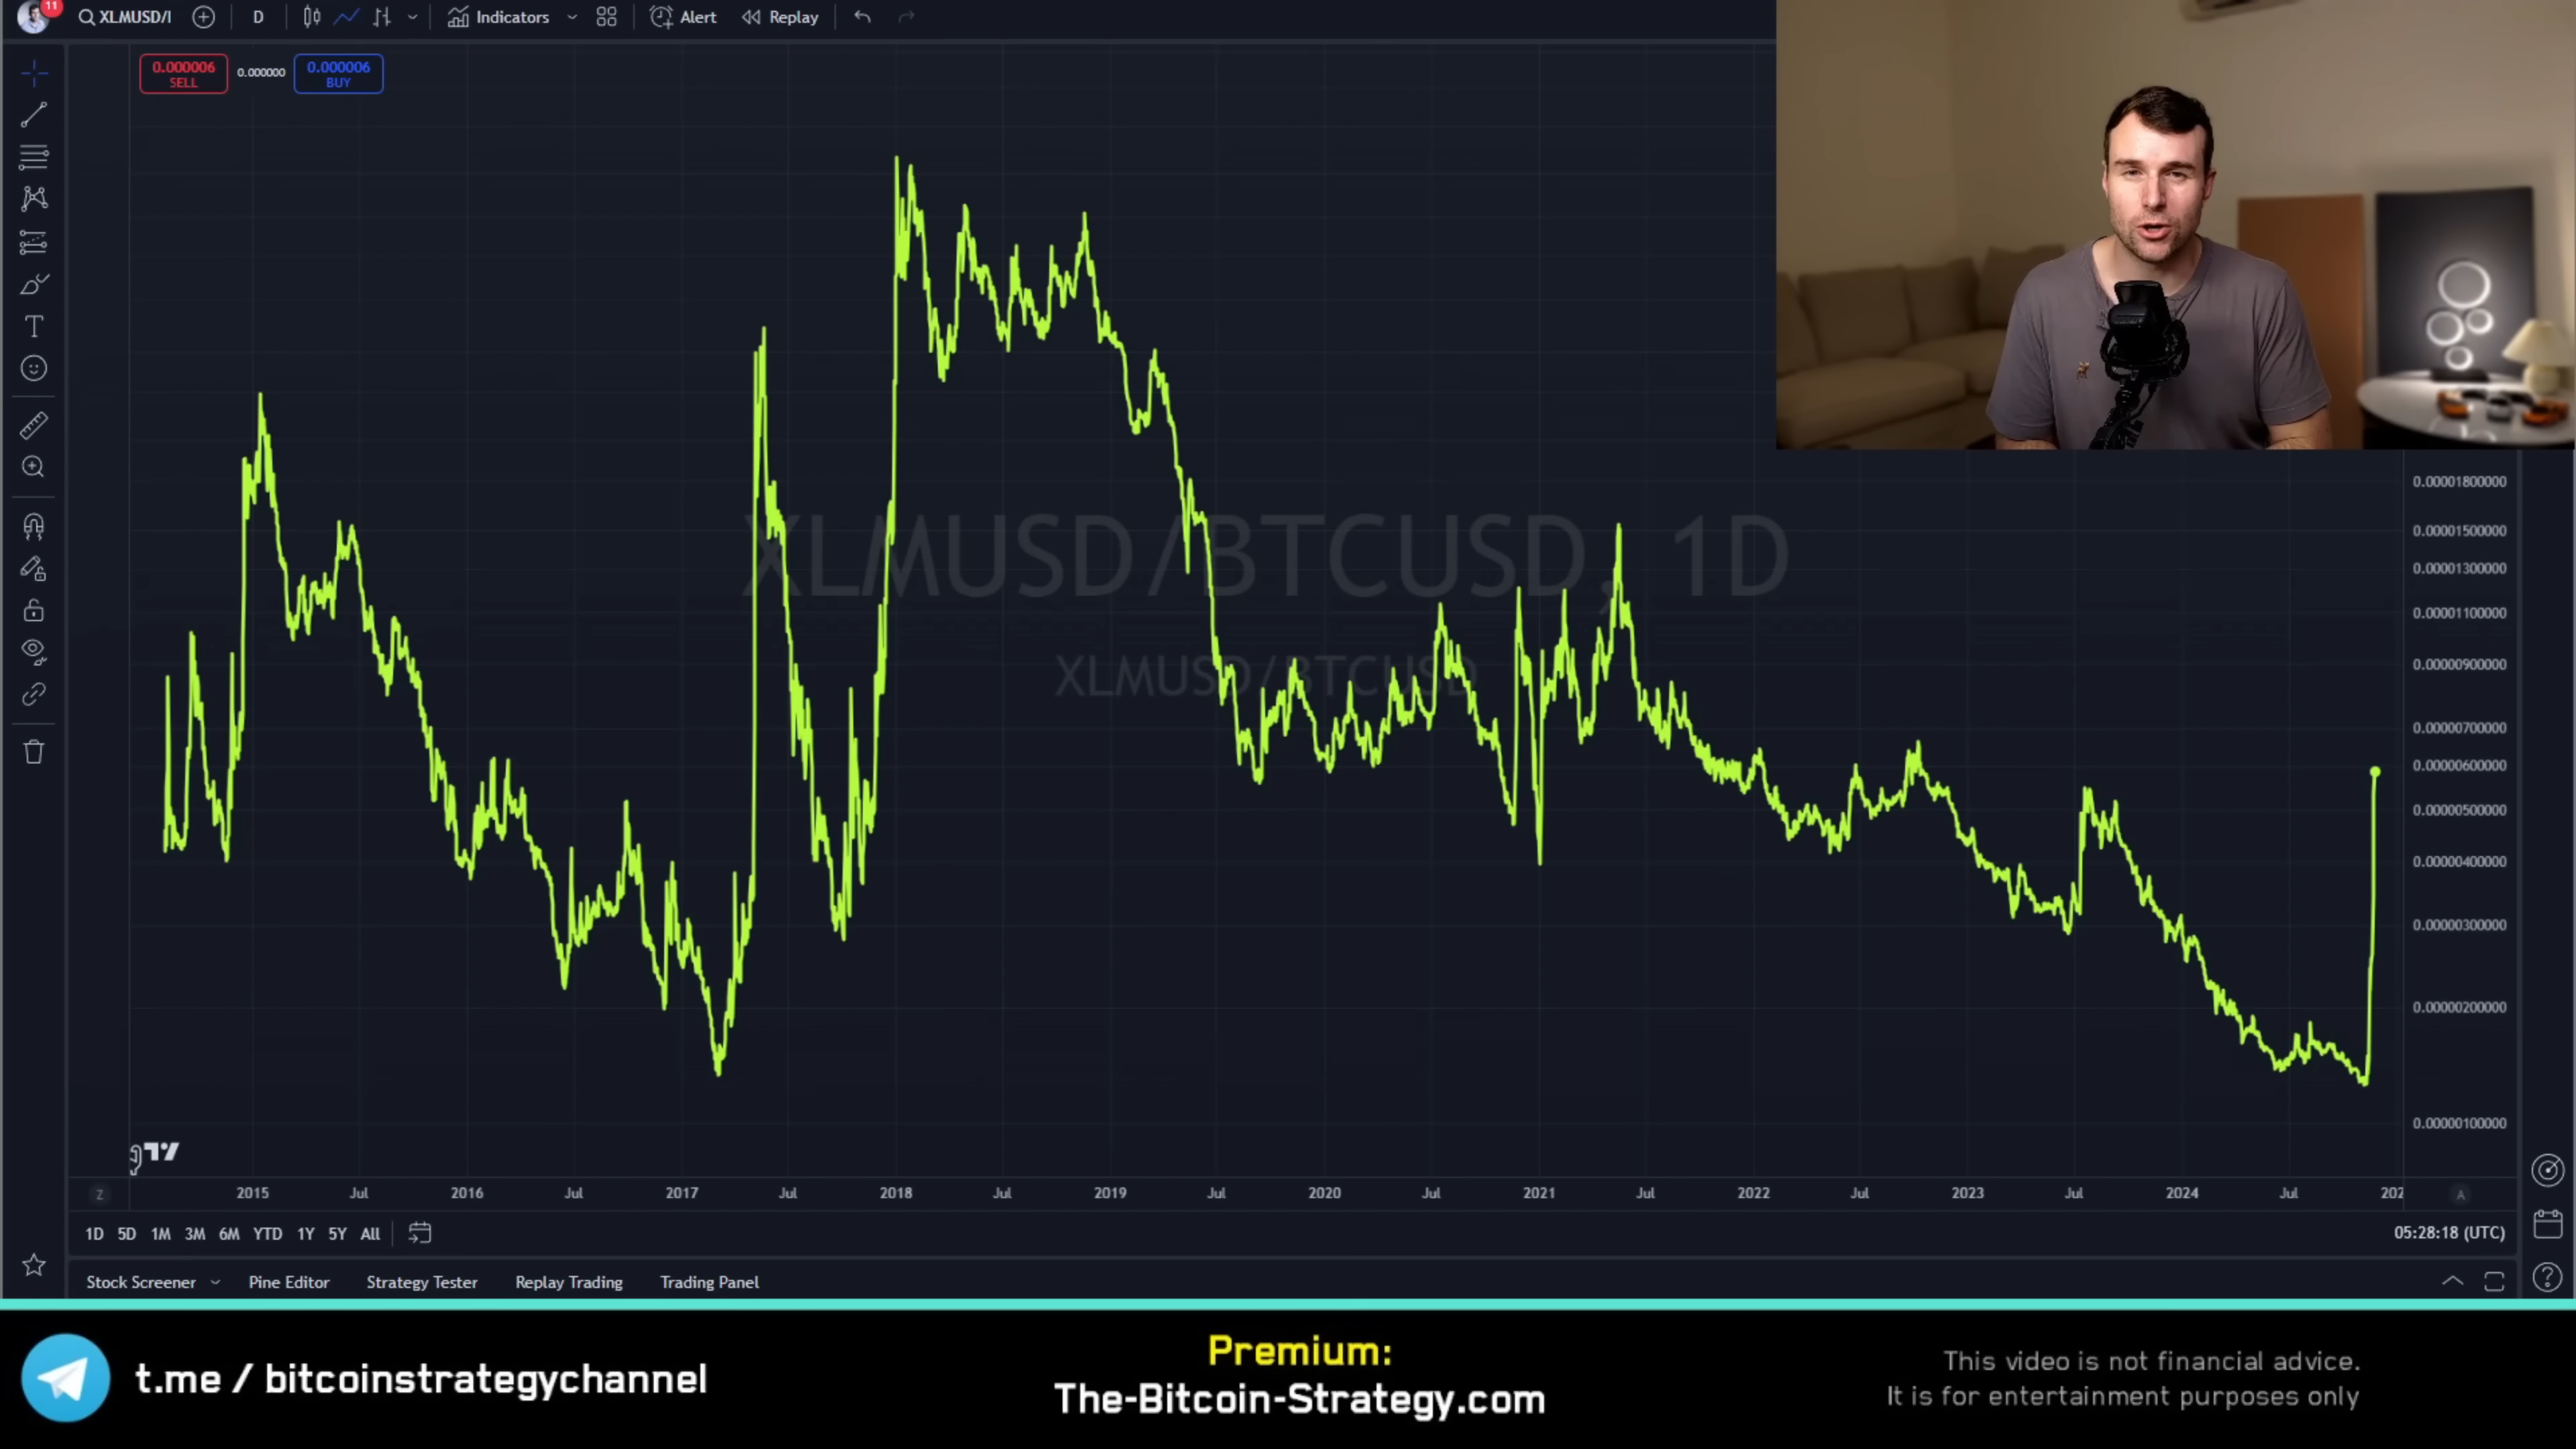 11
XLMUSD/I
D
Indicators
Alert
Replay
0.000006
SELL
0.000000
0.000006
BUY
XLMUSD/BTCUSD, 1D
XLMUSD/BTCUSD
0.00001800000
0.00001500000
0.00001300000
0.00001100000
0.00000900000
0.00000700000
0.00000600000
0.00000500000
0.00000400000
0.00000300000
0.00000200000
0.00000100000
Z
2015
Jul
2016
Jul
2017
Jul
2018
Jul
2019
Jul
2020
Jul
2021
Jul
2022
Jul
2023
Jul
2024
Jul
202
A
1D 5D 1M 3M 6M YTD 1Y 5Y All
05:28:18 (UTC)
Stock Screener
Pine Editor
Strategy Tester
Replay Trading
Trading Panel
t.me / bitcoinstrategychannel
Premium:
The-Bitcoin-Strategy.com
This video is not financial advice.
It is for entertainment purposes only